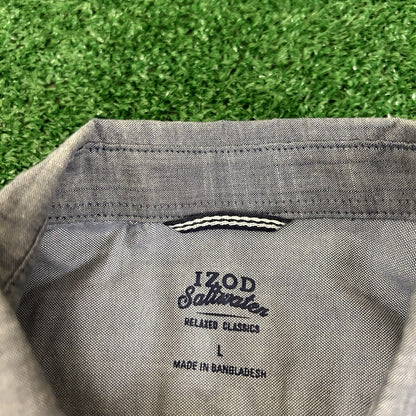 IZOD
Saltwater
RELAXED CLASSICS
L
MADE IN BANGLADESH